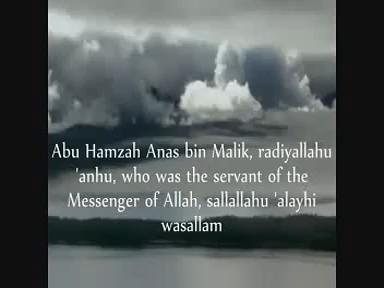 Abu Hamzah Anas bin Malik, radiyallahu
'anhu, who was the servant of the
Messenger of Allah, sallallahu 'alayhi
wasallam